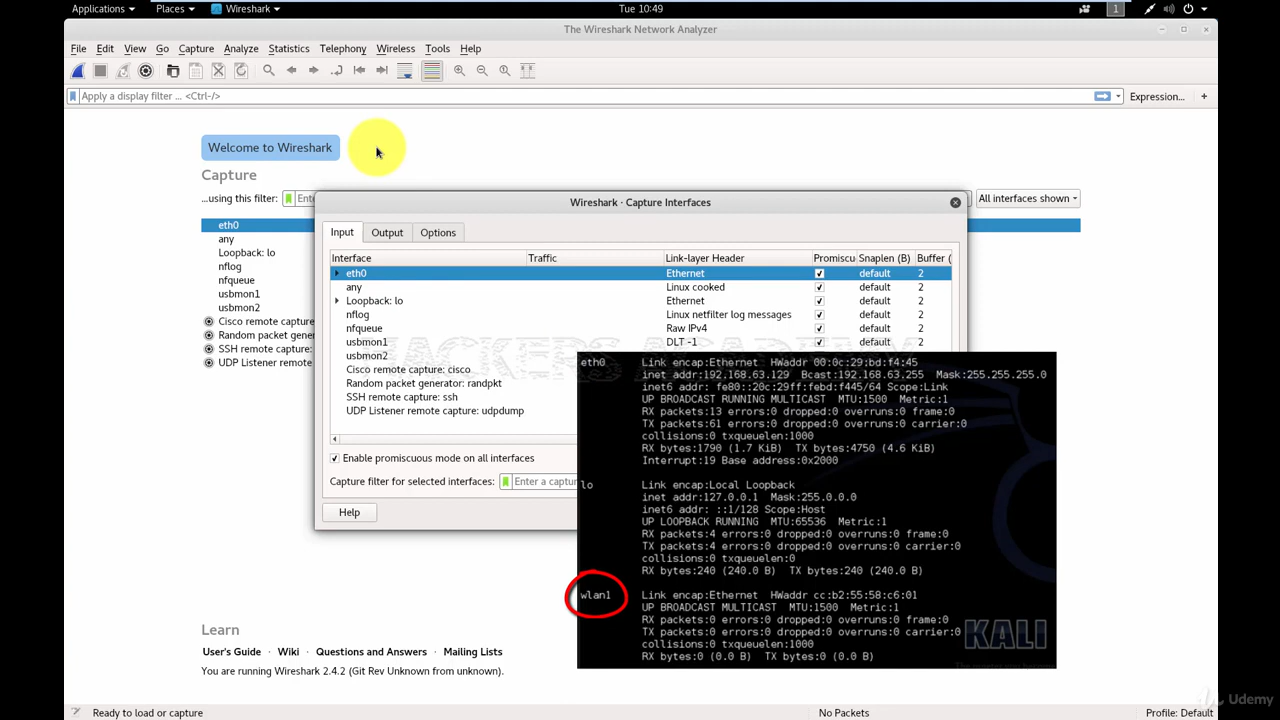 Applications Places Wireshark Tue 10:49 1
The Wireshark Network Analyzer
File Edit View Go Capture Analyze Statistics Telephony Wireless Tools Help
Apply a display filter ... <Ctrl-/> Expression... +
Welcome to Wireshark
Capture
...using this filter: All interfaces shown
eth0
any
Loopback: lo
nflog
nfqueue
usbmon1
usbmon2
Cisco remote capture:
Random packet generator:
SSH remote capture:
UDP Listener remote
Wireshark · Capture Interfaces
Input Output Options
Interface Traffic Link-layer Header Promiscu Snaplen (B) Buffer (
eth0 Ethernet default 2
any Linux cooked default 2
Loopback: lo Ethernet default 2
nflog Linux netfilter log messages default 2
nfqueue Raw IPv4 default 2
usbmon1 DLT -1 default 2
usbmon2
Cisco remote capture: cisco
Random packet generator: randpkt
SSH remote capture: ssh
UDP Listener remote capture: udpdump
Enable promiscuous mode on all interfaces
Capture filter for selected interfaces: Enter a captur
Help
HACKERS ACADEMY
eth0 Link encap:Ethernet HWaddr 00:0c:29:bd:f4:45
inet addr:192.168.63.129 Bcast:192.168.63.255 Mask:255.255.255.0
inet6 addr: fe80::20c:29ff:febd:f445/64 Scope:Link
UP BROADCAST RUNNING MULTICAST MTU:1500 Metric:1
RX packets:13 errors:0 dropped:0 overruns:0 frame:0
TX packets:61 errors:0 dropped:0 overruns:0 carrier:0
collisions:0 txqueuelen:1000
RX bytes:1790 (1.7 KiB) TX bytes:4750 (4.6 KiB)
Interrupt:19 Base address:0x2000
lo Link encap:Local Loopback
inet addr:127.0.0.1 Mask:255.0.0.0
inet6 addr: ::1/128 Scope:Host
UP LOOPBACK RUNNING MTU:65536 Metric:1
RX packets:4 errors:0 dropped:0 overruns:0 frame:0
TX packets:4 errors:0 dropped:0 overruns:0 carrier:0
collisions:0 txqueuelen:0
RX bytes:240 (240.0 B) TX bytes:240 (240.0 B)
wlan1 Link encap:Ethernet HWaddr cc:b2:55:58:c6:01
UP BROADCAST MULTICAST MTU:1500 Metric:1
RX packets:0 errors:0 dropped:0 overruns:0 frame:0
TX packets:0 errors:0 dropped:0 overruns:0 carrier:0
collisions:0 txqueuelen:1000
RX bytes:0 (0.0 B) TX bytes:0 (0.0 B)
KALI
Learn
User's Guide · Wiki · Questions and Answers · Mailing Lists
You are running Wireshark 2.4.2 (Git Rev Unknown from unknown).
Udemy
Ready to load or capture No Packets Profile: Default